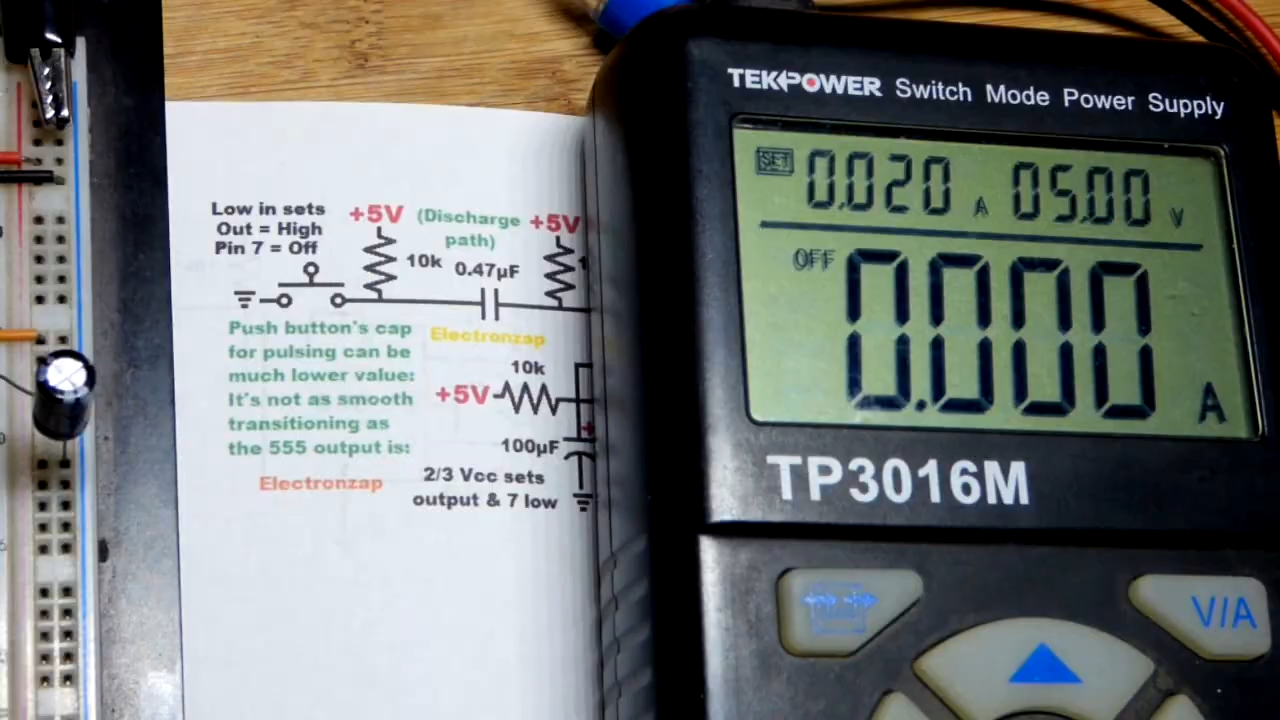 TEKPOWER Switch Mode Power Supply
SET 0.020 A 05.00 V
OFF
0.000 A
TP3016M
V/A
Low in sets
Out = High
Pin 7 = Off
+5V
(Discharge
path)
+5V
10k
0.47µF
Push button's cap
for pulsing can be
much lower value:
It's not as smooth
transitioning as
the 555 output is:
Electronzap
Electronzap
10k
+5V
+
100µF
2/3 Vcc sets
output & 7 low